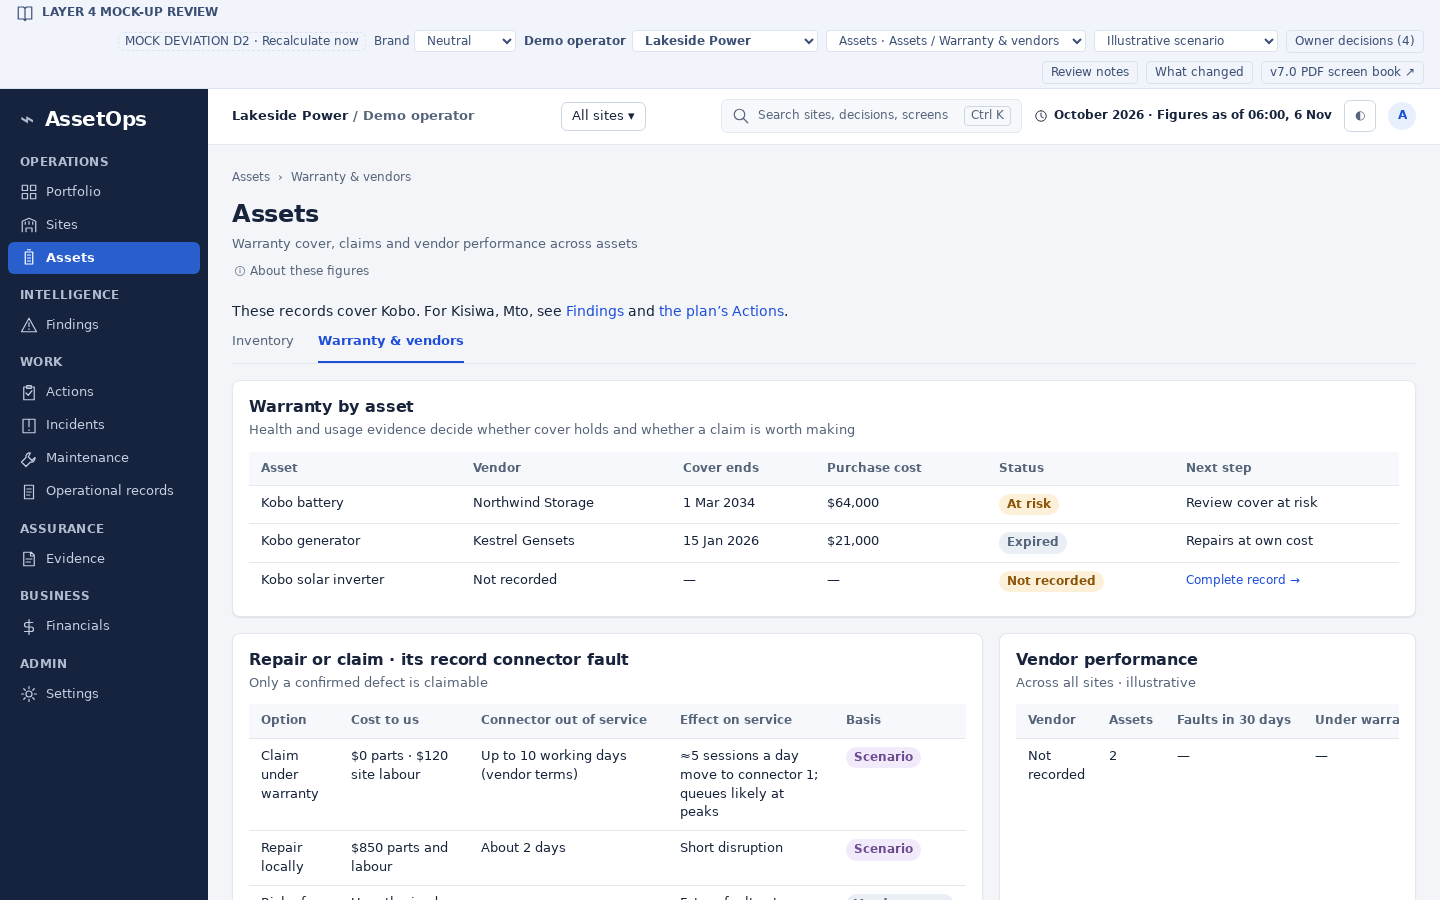 LAYER 4 MOCK-UP REVIEW
MOCK DEVIATION D2 · Recalculate now
Brand
Neutral
Demo operator
Lakeside Power
Assets · Assets / Warranty & vendors
Illustrative scenario
Owner decisions (4)
Review notes
What changed
v7.0 PDF screen book ↗
AssetOps
OPERATIONS
Portfolio
Sites
Assets
INTELLIGENCE
Findings
WORK
Actions
Incidents
Maintenance
Operational records
ASSURANCE
Evidence
BUSINESS
Financials
ADMIN
Settings
Lakeside Power / Demo operator
All sites ▾
Search sites, decisions, screens
Ctrl K
October 2026 · Figures as of 06:00, 6 Nov
A
Assets › Warranty & vendors
Assets
Warranty cover, claims and vendor performance across assets
About these figures
These records cover Kobo. For Kisiwa, Mto, see Findings and the plan’s Actions.
Inventory
Warranty & vendors
Warranty by asset
Health and usage evidence decide whether cover holds and whether a claim is worth making
Asset Vendor Cover ends Purchase cost Status Next step
Kobo battery Northwind Storage 1 Mar 2034 $64,000 At risk Review cover at risk
Kobo generator Kestrel Gensets 15 Jan 2026 $21,000 Expired Repairs at own cost
Kobo solar inverter Not recorded — — Not recorded Complete record →
Repair or claim · its record connector fault
Only a confirmed defect is claimable
Option Cost to us Connector out of service Effect on service Basis
Claim under warranty
$0 parts · $120 site labour
Up to 10 working days (vendor terms)
≈5 sessions a day move to connector 1; queues likely at peaks
Scenario
Repair locally
$850 parts and labour
About 2 days
Short disruption
Scenario
Vendor performance
Across all sites · illustrative
Vendor Assets Faults in 30 days Under warra
Not recorded
2
—
—